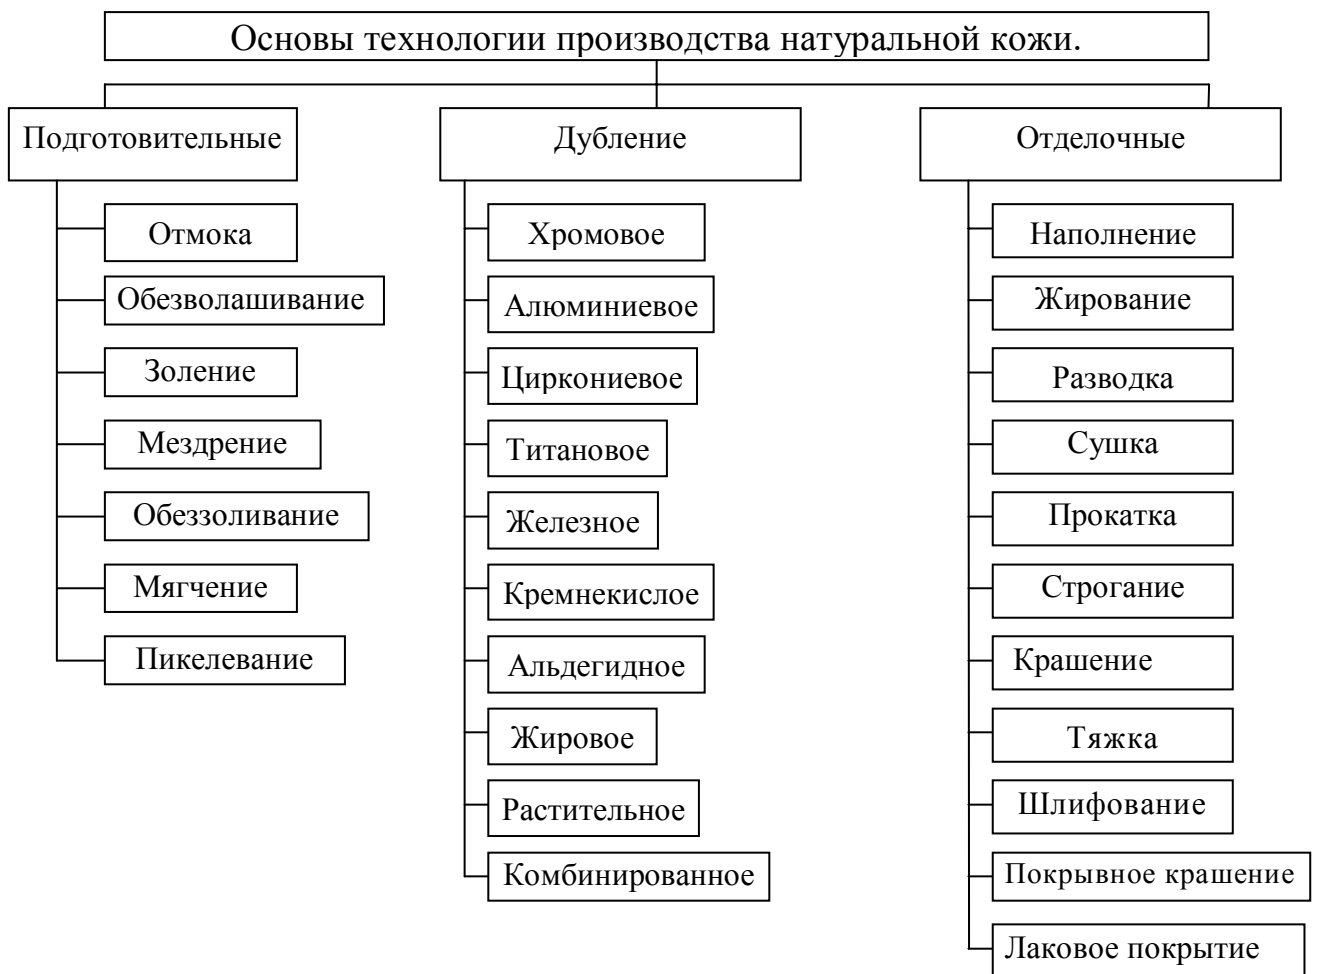 Основы технологии производства натуральной кожи.
Подготовительные
Отмока
Обезволашивание
Золение
Мездрение
Обеззоливание
Мягчение
Пикелевание
Дубление
Хромовое
Алюминиевое
Циркониевое
Титановое
Железное
Кремнекислое
Альдегидное
Жировое
Растительное
Комбинированное
Отделочные
Наполнение
Жирование
Разводка
Сушка
Прокатка
Строгание
Крашение
Тяжка
Шлифование
Покрывное крашение
Лаковое покрытие